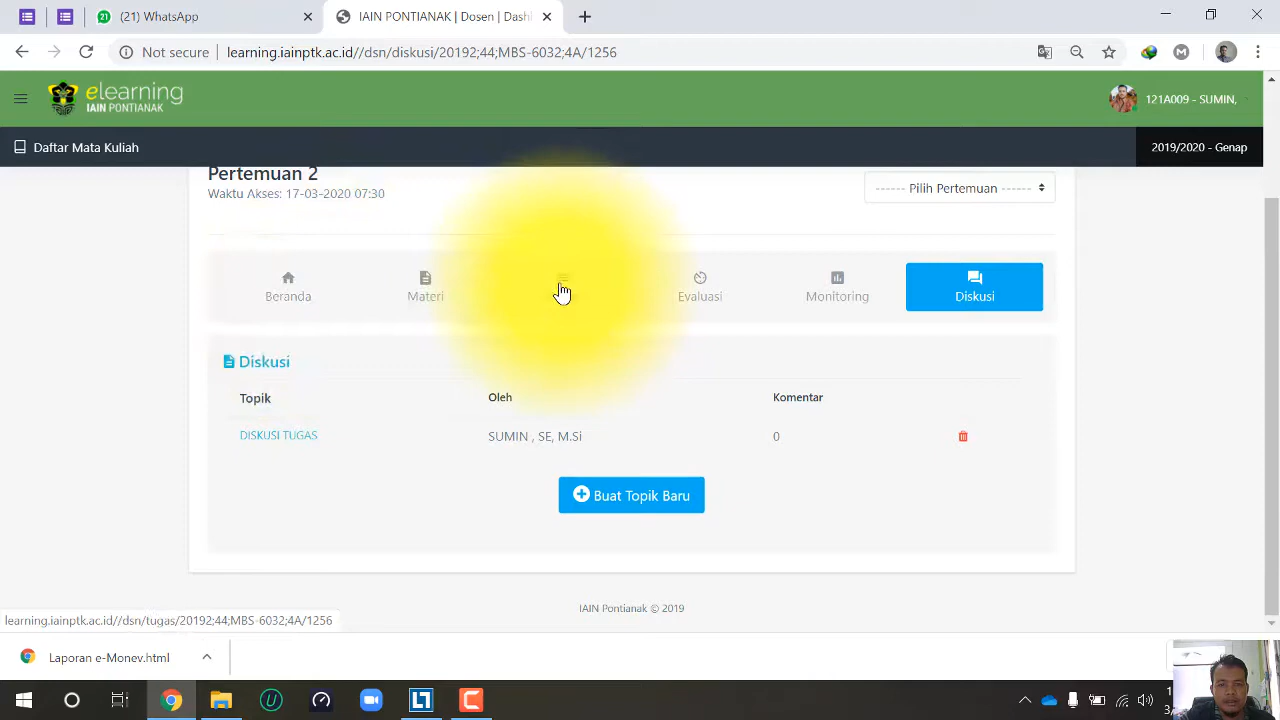 (21) WhatsApp
IAIN PONTIANAK | Dosen | Dash
Not secure
learning.iainptk.ac.id//dsn/diskusi/20192;44;MBS-6032;4A/1256
elearning
IAIN PONTIANAK
121A009 - SUMIN,
Daftar Mata Kuliah
2019/2020 - Genap
Pertemuan 2
Waktu Akses: 17-03-2020 07:30
------ Pilih Pertemuan ------
Beranda
Materi
Evaluasi
Monitoring
Diskusi
Diskusi
Topik
Oleh
Komentar
DISKUSI TUGAS
SUMIN , SE, M.Si
0
Buat Topik Baru
IAIN Pontianak © 2019
learning.iainptk.ac.id//dsn/tugas/20192;44;MBS-6032;4A/1256
Laporan e-Monev.html